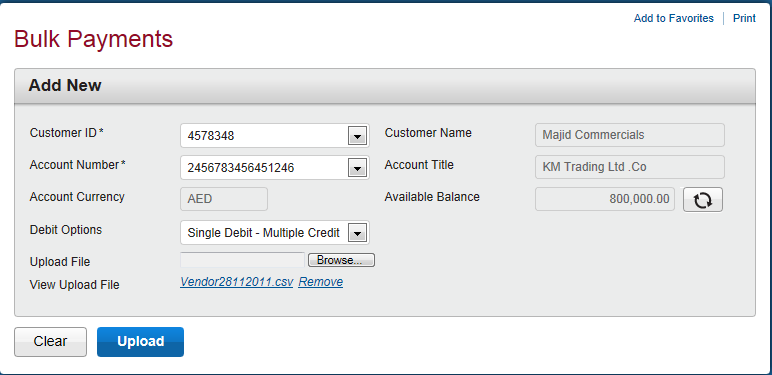 Add to Favorites | Print
Bulk Payments
Add New
Customer ID* 4578348 Customer Name Majid Commercials
Account Number* 2456783456451246 Account Title KM Trading Ltd .Co
Account Currency AED Available Balance 800,000.00
Debit Options Single Debit - Multiple Credit
Upload File Browse...
View Upload File Vendor28112011.csv Remove
Clear Upload